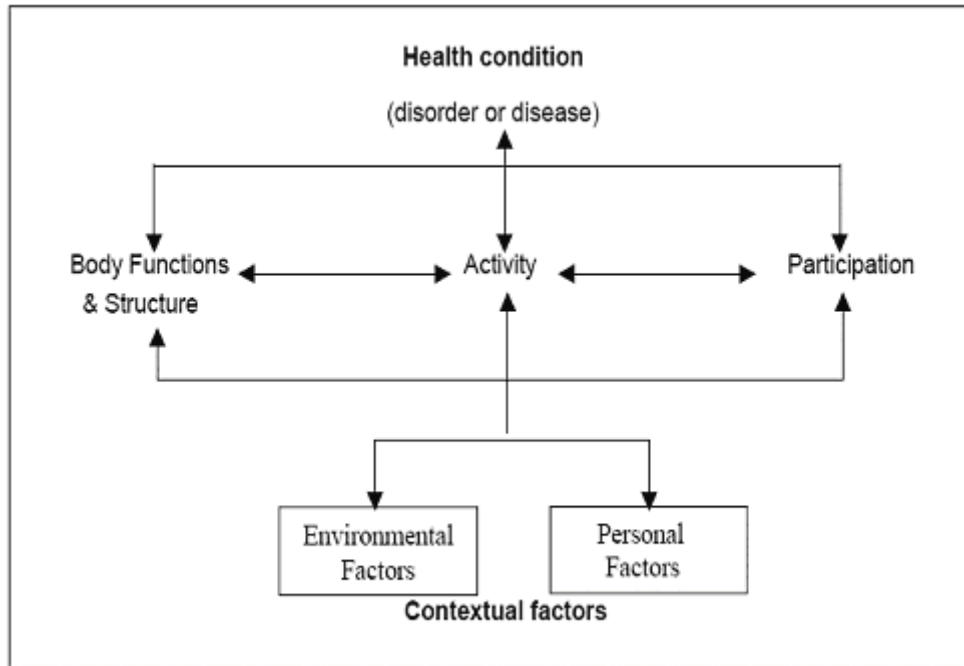 Health condition
(disorder or disease)
Body Functions
& Structure
Activity
Participation
Environmental
Factors
Personal
Factors
Contextual factors